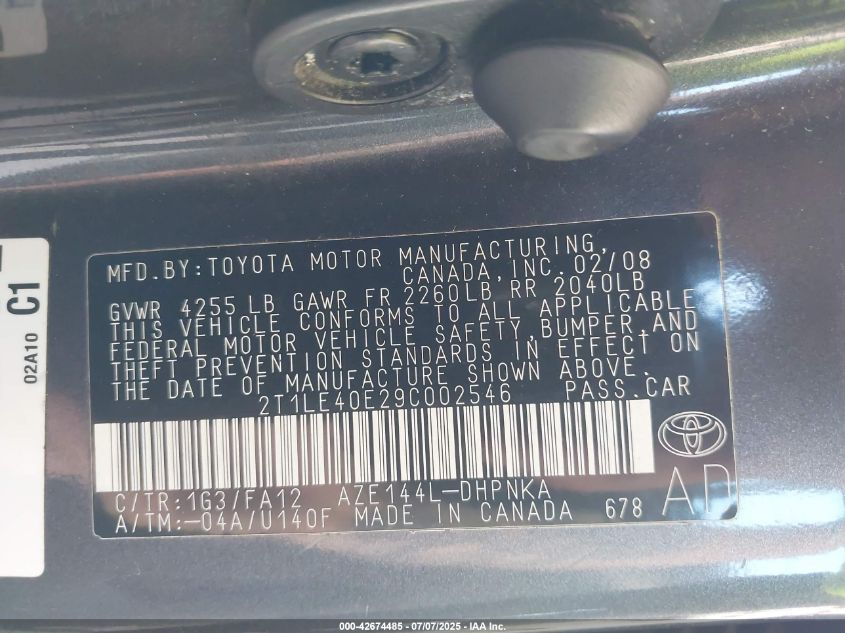 C1
02A10
MFD.BY:TOYOTA MOTOR MANUFACTURING,
CANADA,INC.02/08
GVWR 4255 LB GAWR FR 2260LB RR 2040LB
THIS VEHICLE CONFORMS TO ALL APPLICABLE
FEDERAL MOTOR VEHICLE SAFETY,BUMPER,AND
THEFT PREVENTION STANDARDS IN EFFECT ON
THE DATE OF MANUFACTURE SHOWN ABOVE.
2T1LE40E29C002546 PASS.CAR
C/TR:1G3/FA12 AZE144L-DHPNKA
A/TM:-04A/U140F MADE IN CANADA 678
AD
000-42674485 - 07/07/2025 - IAA Inc.